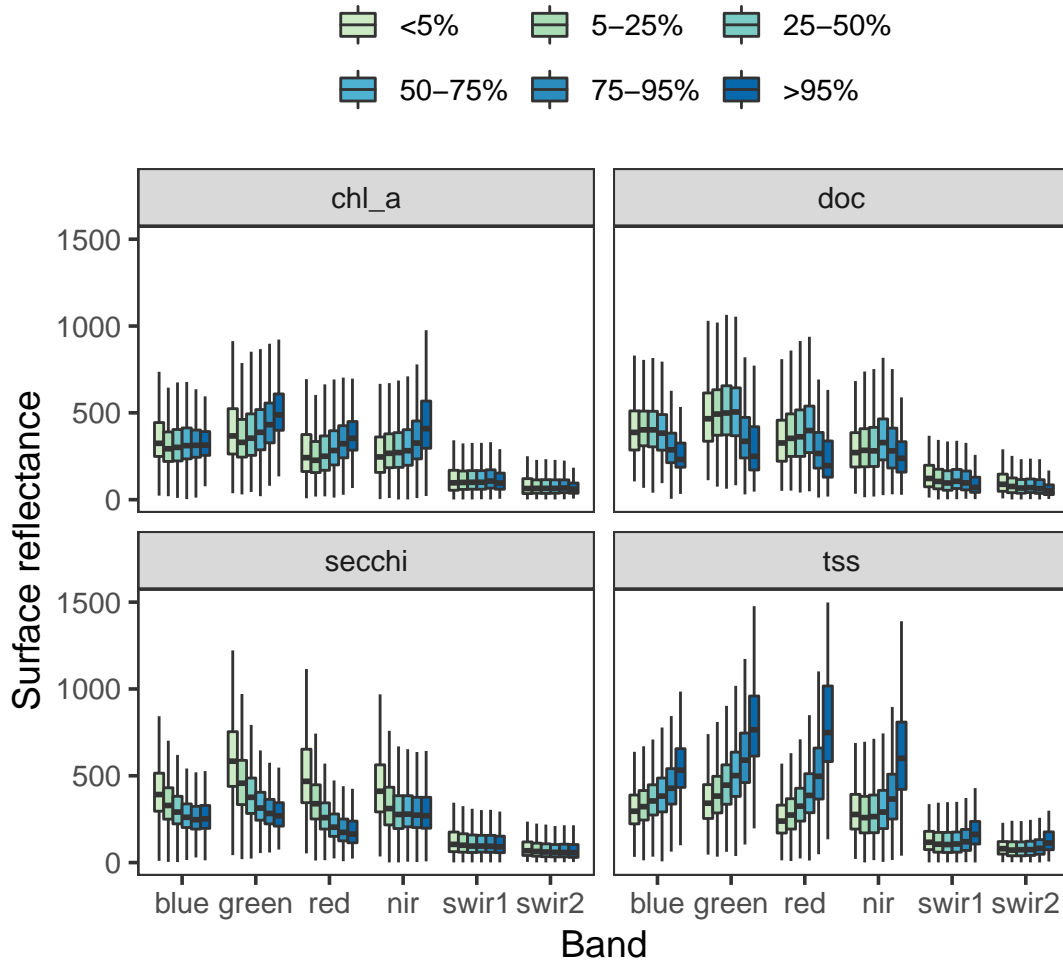 <5% 5−25% 25−50%
50−75% 75−95% >95%
chl_a doc
1500
1000
500
0
secchi tss
1500
1000
500
0
Surface reflectance
blue green red nir swir1 swir2 blue green red nir swir1 swir2
Band